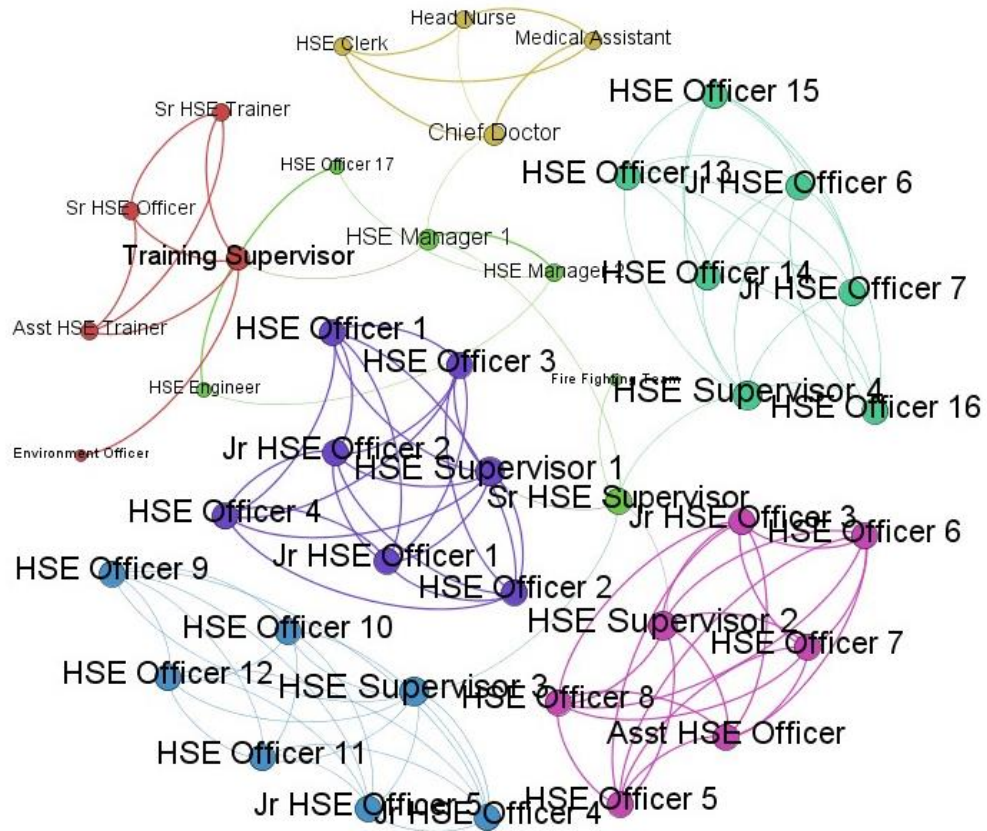 Head Nurse
HSE Clerk
Medical Assistant
HSE Officer 15
Sr HSE Trainer
Chief Doctor
HSE Officer 17
HSE Officer 13
Jr HSE Officer 6
Sr HSE Officer
HSE Manager 1
Training Supervisor
HSE Manager 2
HSE Officer 14
Jr HSE Officer 7
Asst HSE Trainer
HSE Officer 1
HSE Officer 3
Fire Fighting Team
HSE Engineer
HSE Supervisor 4
HSE Officer 16
Environment Officer
Jr HSE Officer 2
HSE Supervisor 1
Sr HSE Supervisor
HSE Officer 4
Jr HSE Officer 3
HSE Officer 6
Jr HSE Officer 1
HSE Officer 9
HSE Officer 2
HSE Officer 10
HSE Supervisor 2
HSE Officer 7
HSE Officer 12
HSE Supervisor 3
HSE Officer 8
Asst HSE Officer
HSE Officer 11
Jr HSE Officer 5
Jr HSE Officer 4
HSE Officer 5